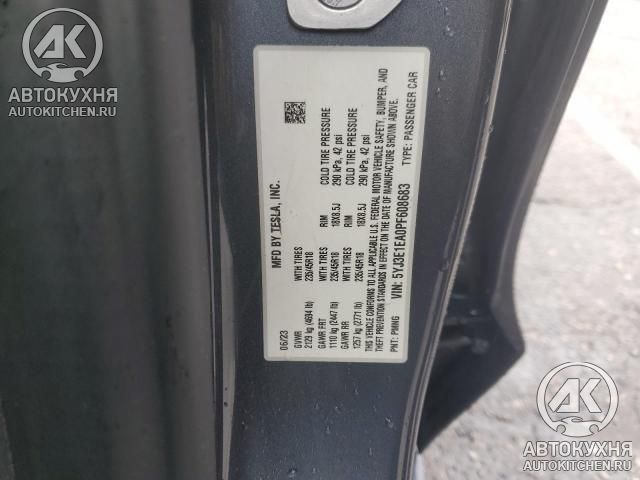 AK
АВТОКУХНЯ
AUTOKITCHEN.RU
MFD BY TESLA, INC.
06/23
GVWR
2129 kg (4694 lb)
GAWR FRT
1110 kg (2447 lb)
GAWR RR
1257 kg (2771 lb)
WITH TIRES
235/45R18
WITH TIRES
235/45R18
WITH TIRES
235/45R18
RIM
18X8.5J
RIM
18X8.5J
COLD TIRE PRESSURE
290 kPa, 42 psi
COLD TIRE PRESSURE
290 kPa, 42 psi
THIS VEHICLE CONFORMS TO ALL APPLICABLE U.S. FEDERAL MOTOR VEHICLE SAFETY, BUMPER, AND
THEFT PREVENTION STANDARDS IN EFFECT ON THE DATE OF MANUFACTURE SHOWN ABOVE.
VIN: 5YJ3E1EA0PF608683
TYPE: PASSENGER CAR
PNT: PMNG
AK
АВТОКУХНЯ
AUTOKITCHEN.RU